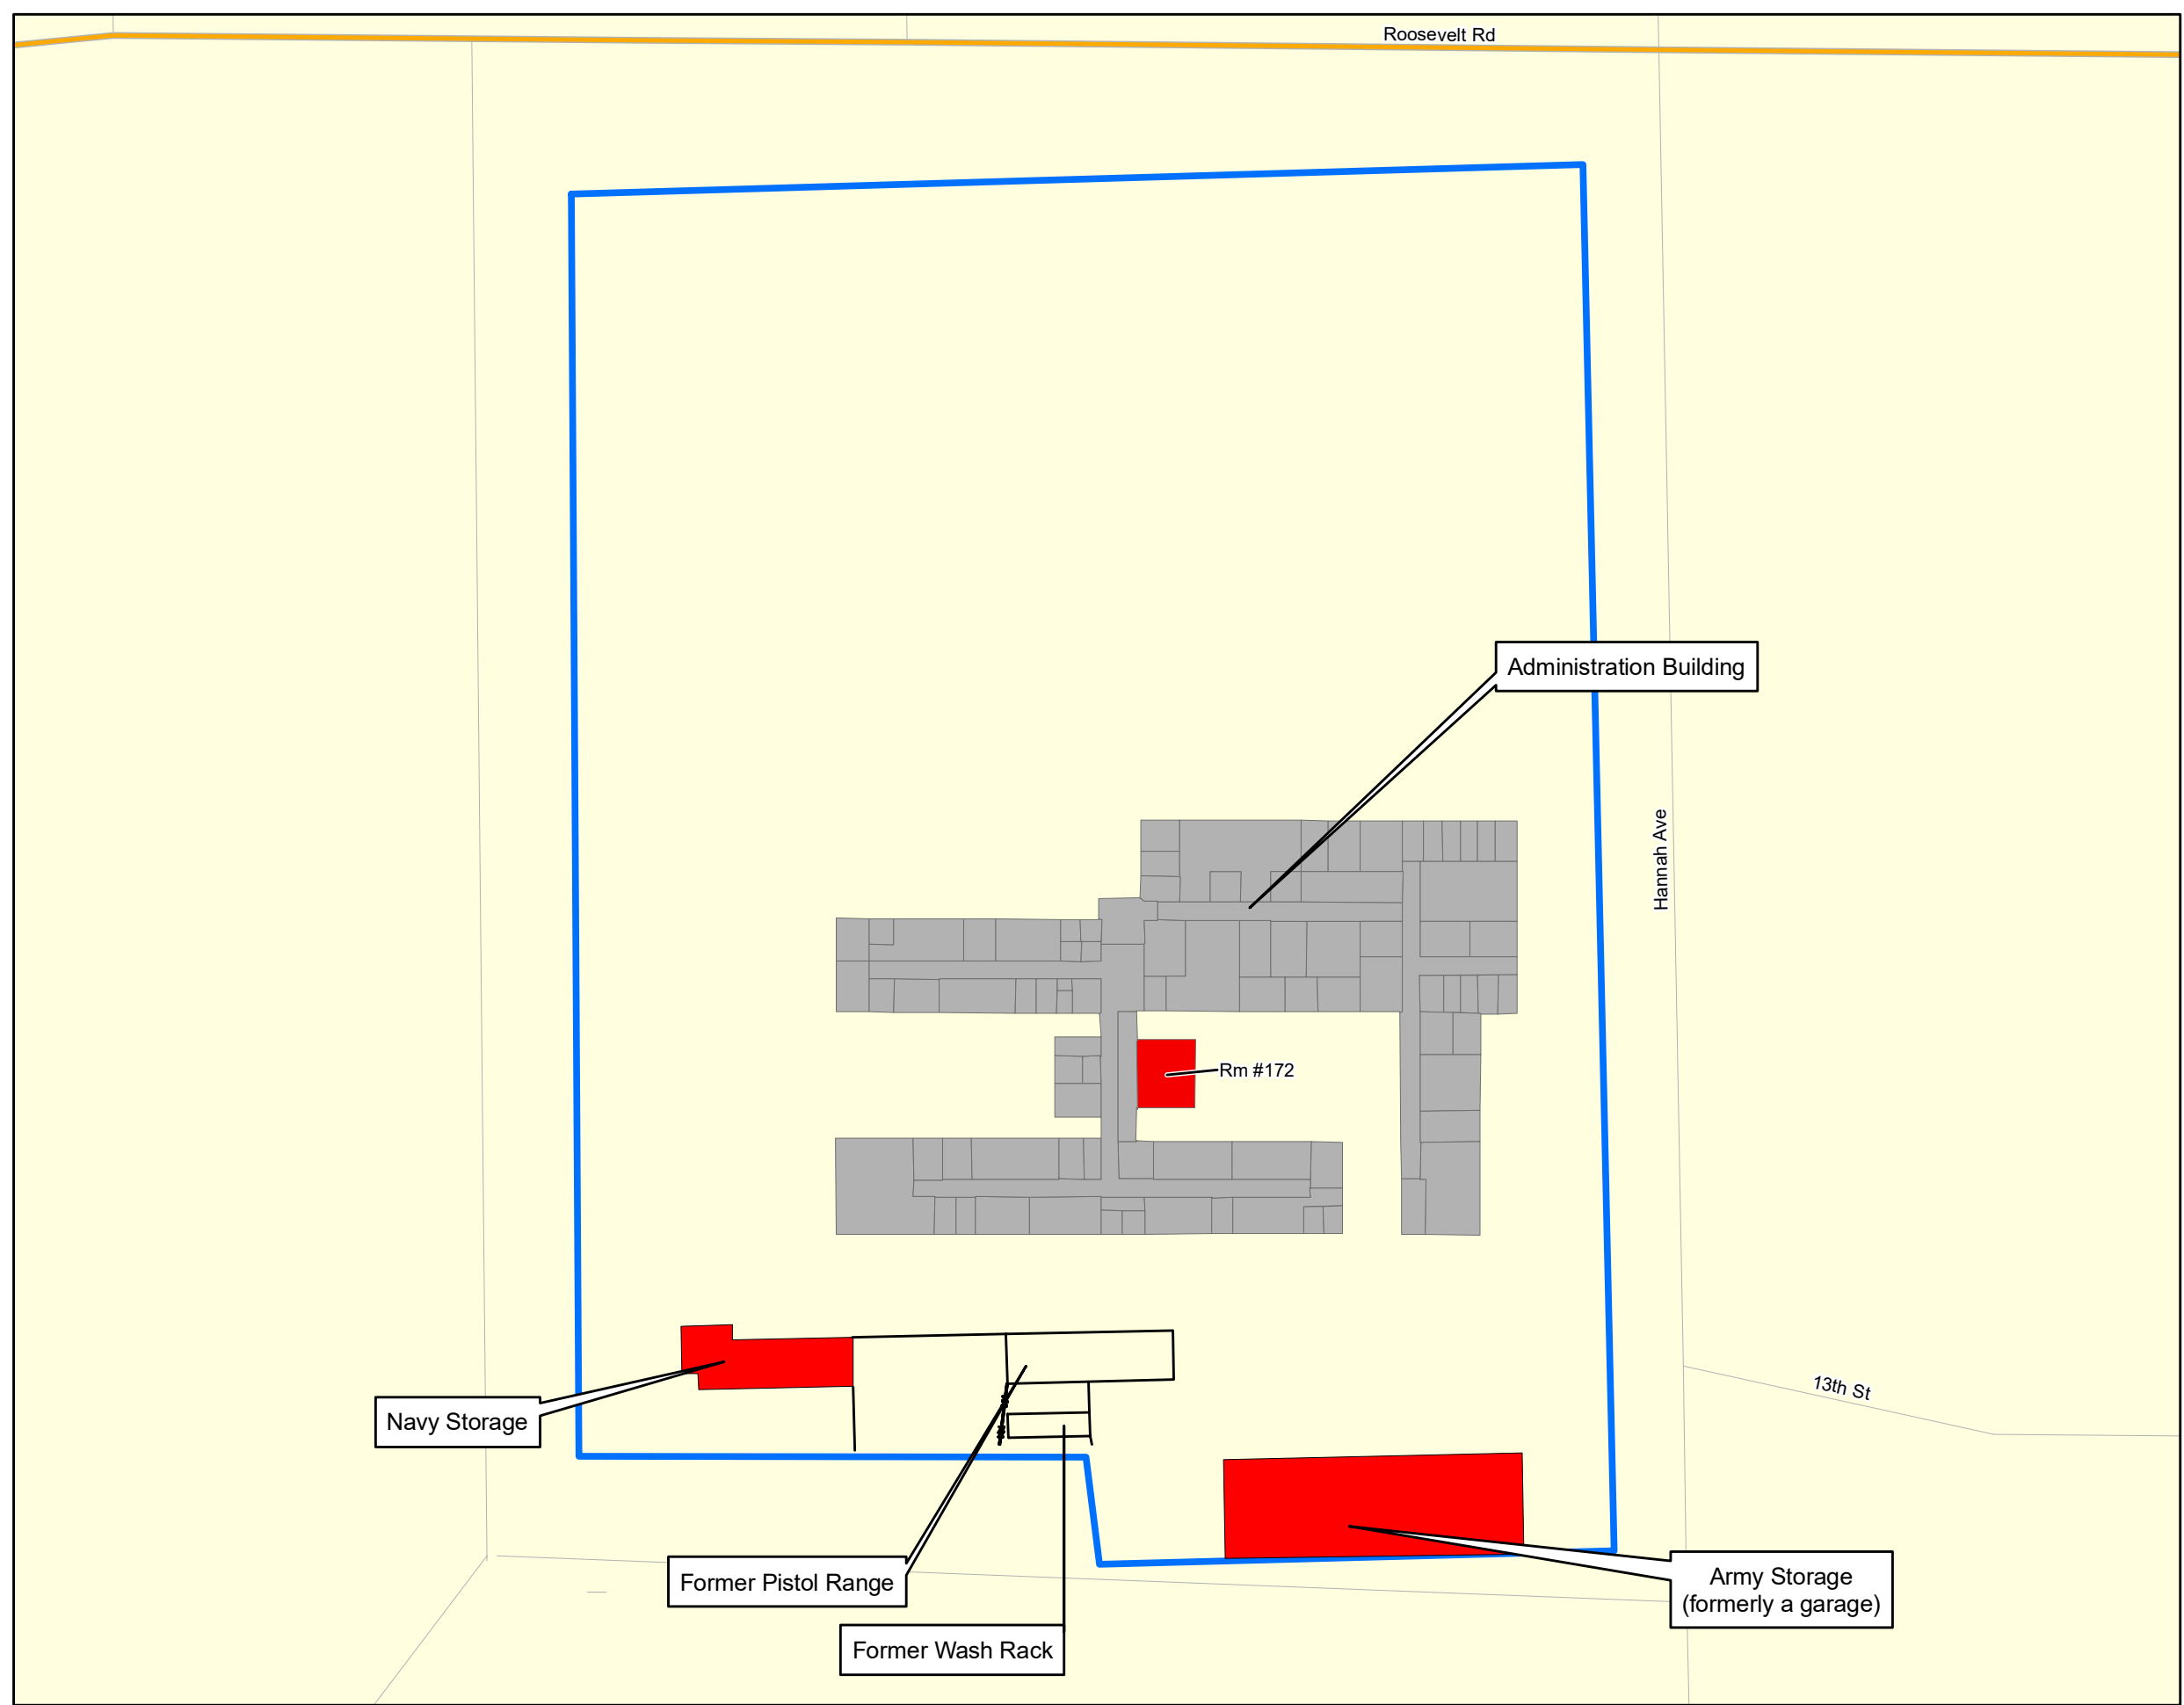 Roosevelt Rd
Administration Building
Hannah Ave
Rm #172
13th St
Navy Storage
Former Pistol Range
Army Storage
(formerly a garage)
Former Wash Rack